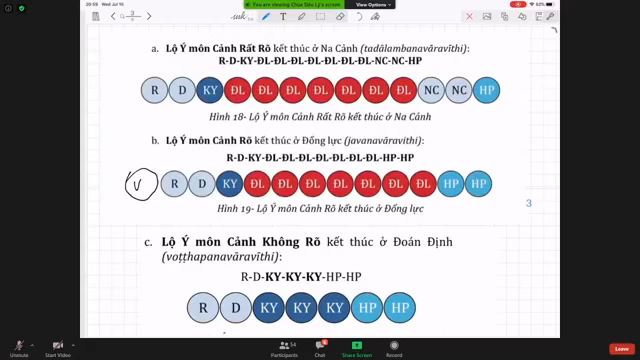 20:55 Wed Jul 15
You are viewing Chùa Siêu Lý's screen
62%
3
a. Lộ Ý môn Cảnh Rất Rõ kết thúc ở Na Cảnh (tadālambanavāravīthi):
R-D-KY-ĐL-ĐL-ĐL-ĐL-ĐL-ĐL-ĐL-NC-NC-HP
R D KY ĐL ĐL ĐL ĐL ĐL ĐL ĐL NC NC HP
Hình 18- Lộ Ý môn Cảnh Rất Rõ kết thúc ở Na Cảnh
b. Lộ Ý môn Cảnh Rõ kết thúc ở Đổng lực (javanavāravithi):
R-D-KY-ĐL-ĐL-ĐL-ĐL-ĐL-ĐL-ĐL-HP-HP
V R D KY ĐL ĐL ĐL ĐL ĐL ĐL ĐL HP HP
Hình 19- Lộ Ý môn Cảnh Rõ kết thúc ở Đổng lực
3
c. Lộ Ý môn Cảnh Không Rõ kết thúc ở Đoán Định
(voṭṭhapanavāravīthi):
R-D-KY-KY-KY-HP-HP
R D KY KY KY HP HP
Unmute
Start Video
54
Participants
Chat
Share Screen
Record
Leave